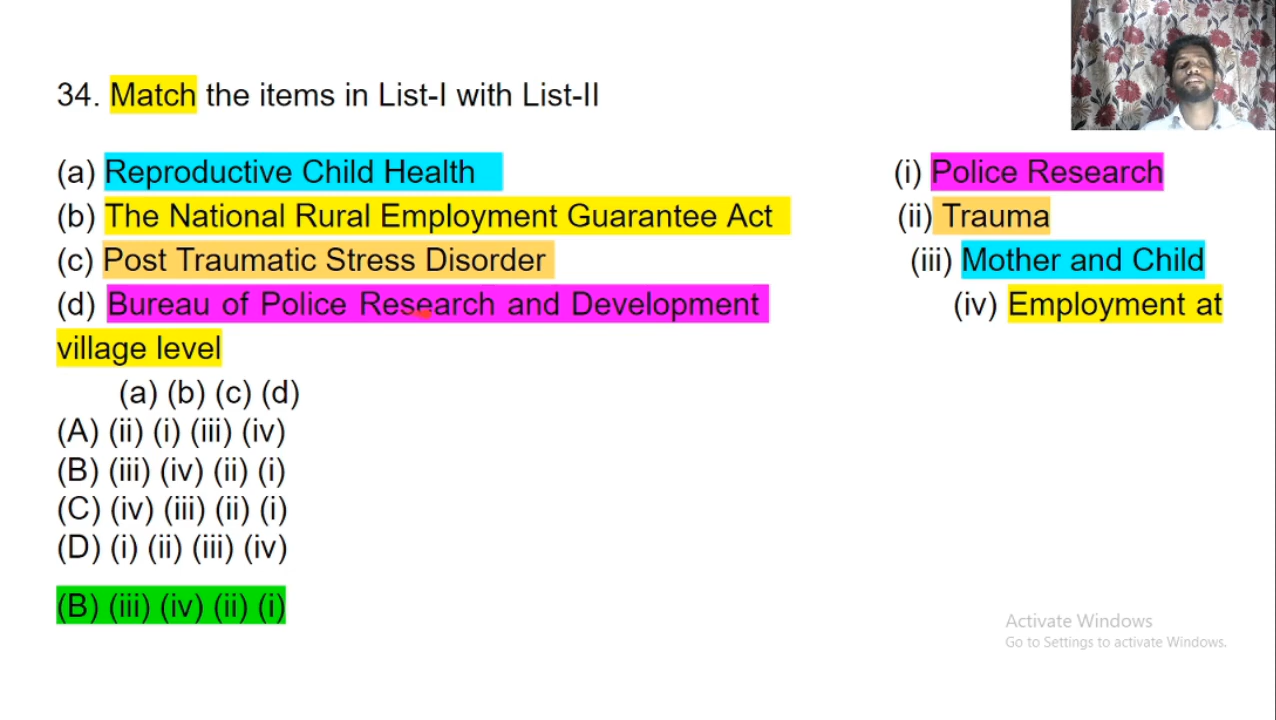 34. Match the items in List-I with List-II
(a) Reproductive Child Health (i) Police Research
(b) The National Rural Employment Guarantee Act (ii) Trauma
(c) Post Traumatic Stress Disorder (iii) Mother and Child
(d) Bureau of Police Research and Development (iv) Employment at
village level
(a) (b) (c) (d)
(A) (ii) (i) (iii) (iv)
(B) (iii) (iv) (ii) (i)
(C) (iv) (iii) (ii) (i)
(D) (i) (ii) (iii) (iv)
(B) (iii) (iv) (ii) (i)
Activate Windows
Go to Settings to activate Windows.